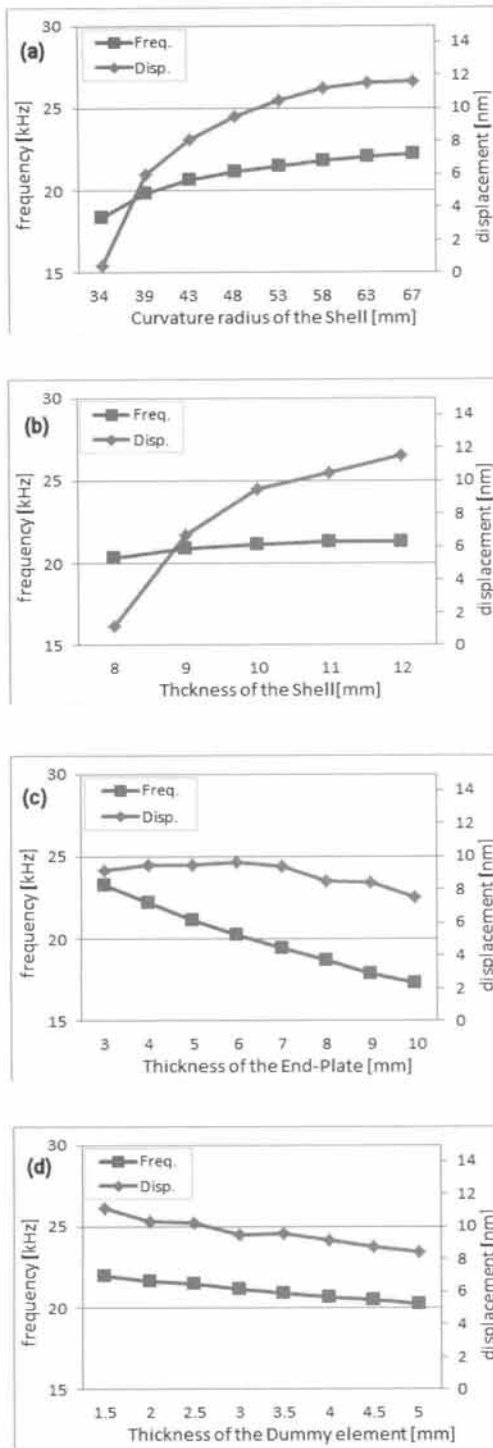 (a)
Freq.
Disp.
frequency [kHz]
30
25
20
15
displacement [nm]
14
12
10
8
6
4
2
0
34 39 43 48 53 58 63 67
Curvature radius of the Shell [mm]
(b)
Freq.
Disp.
frequency [kHz]
30
25
20
15
displacement [nm]
14
12
10
8
6
4
2
0
8 9 10 11 12
Thckness of the Shell[mm]
(c)
Freq.
Disp.
frequency [kHz]
30
25
20
15
displacement [nm]
14
12
10
8
6
4
2
0
3 4 5 6 7 8 9 10
Thickness of the End-Plate [mm]
(d)
Freq.
Disp.
frequency [kHz]
30
25
20
15
displacement [nm]
14
12
10
8
6
4
2
0
1.5 2 2.5 3 3.5 4 4.5 5
Thickness of the Dummy element [mm]